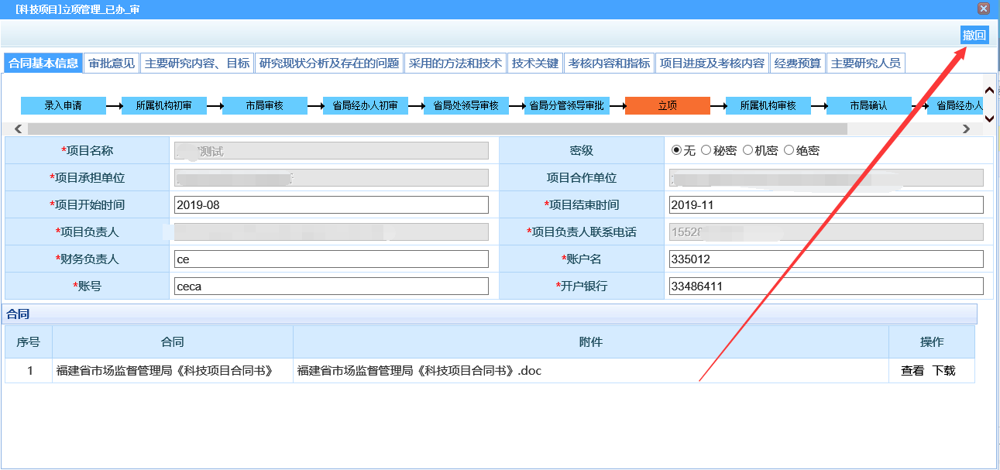 [科技项目]立项管理_已办_审
撤回
合同基本信息 审批意见 主要研究内容、目标 研究现状分析及存在的问题 采用的方法和技术 技术关键 考核内容和指标 项目进度及考核内容 经费预算 主要研究人员
录入申请 所属机构初审 市局审核 省局经办人初审 省局处领导审核 省局分管领导审批 立项 所属机构审核 市局确认 省局经办人
*项目名称 测试 密级 无 秘密 机密 绝密
*项目承担单位 项目合作单位
*项目开始时间 2019-08 *项目结束时间 2019-11
*项目负责人 *项目负责人联系电话 15528
*财务负责人 ce *账户名 335012
*账号 ceca *开户银行 33486411
合同
序号 合同 附件 操作
1 福建省市场监督管理局《科技项目合同书》 福建省市场监督管理局《科技项目合同书》.doc 查看 下载